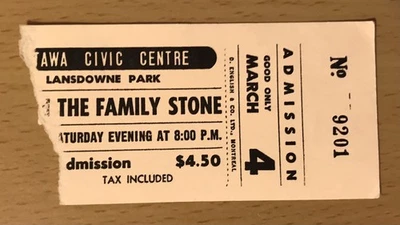 TAWA CIVIC CENTRE
LANSDOWNE PARK
THE FAMILY STONE
ATURDAY EVENING AT 8:00 P.M.
dmission $4.50
TAX INCLUDED
D. ENGLISH & CO. LTD., MONTREAL
GOOD ONLY
MARCH 4
ADMISSION
No. -- 9201